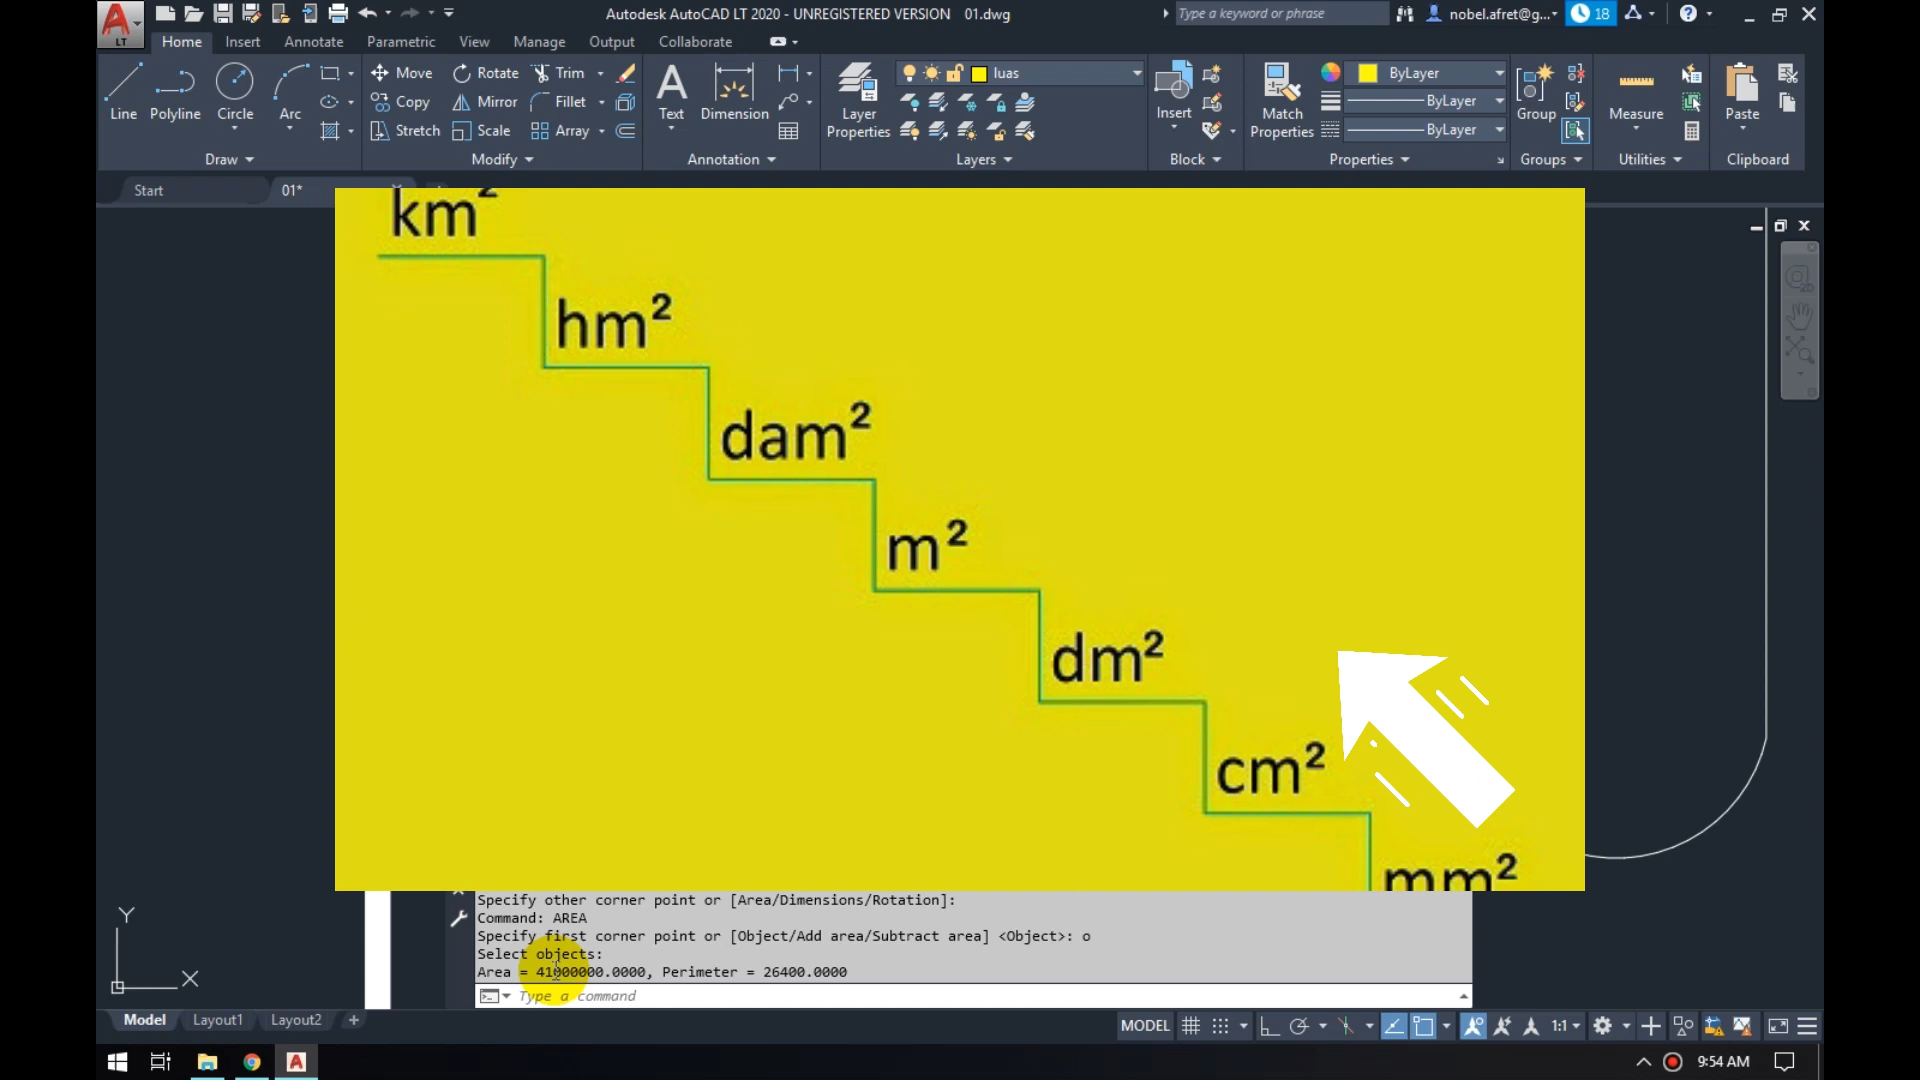 Autodesk AutoCAD LT 2020 - UNREGISTERED VERSION 01.dwg
Type a keyword or phrase
nobel.afret@g...
18
LT
Home Insert Annotate Parametric View Manage Output Collaborate
Line
Polyline
Circle
Arc
Draw
Move Rotate Trim
Copy Mirror Fillet
Stretch Scale Array
Modify
Text
Dimension
Annotation
Layer
Properties
luas
Layers
Insert
Block
Match
Properties
ByLayer
ByLayer
ByLayer
Properties
Group
Groups
Measure
Utilities
Paste
Clipboard
Start 01*
km²
hm²
dam²
m²
dm²
cm²
mm²
Y
X
Specify other corner point or [Area/Dimensions/Rotation]:
Command: AREA
Specify first corner point or [Object/Add area/Subtract area] <Object>: o
Select objects:
Area = 41000000.0000, Perimeter = 26400.0000
Type a command
Model Layout1 Layout2
MODEL
1:1
9:54 AM